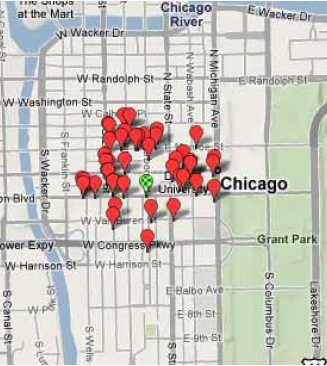 The Shops
at the Mart
Chicago
River
E Wacker Dr
W Wacker Dr
W Randolph St
E Randolph St
W Washington St
N State St
N Wabash Ave
N Michigan Ave
S Franklin St
S Wacker Dr
University
Chicago
on Blvd
W Van Buren St
ower Expy
W Congress Pkwy
Grant Park
W Harrison St
W Harrison St
E Balbo Ave
E 8th St
E 9th St
S Canal St
S Wells
S St
S Columbus Dr
Lakeshore Dr